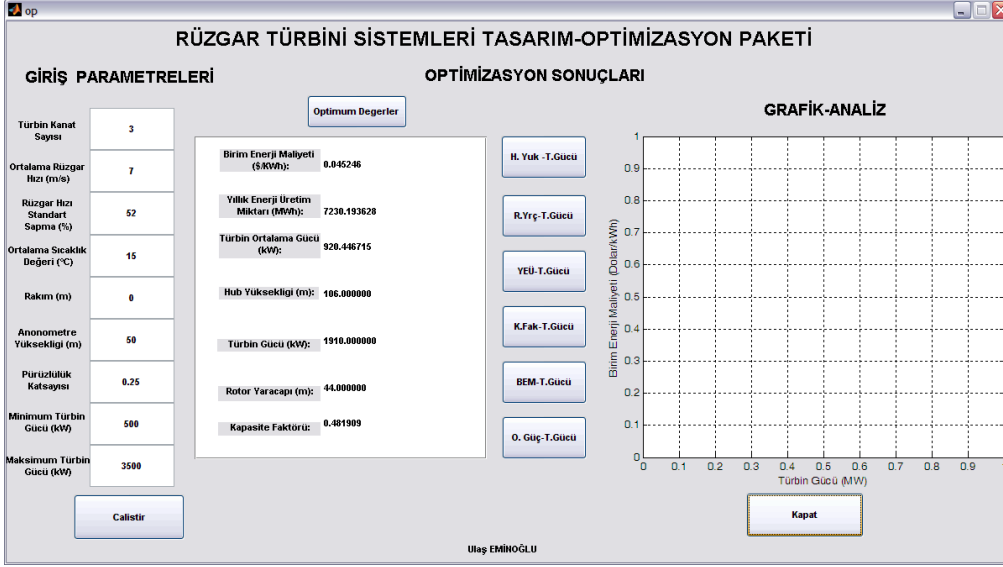 op
RÜZGAR TÜRBİNİ SİSTEMLERİ TASARIM-OPTİMİZASYON PAKETİ
GİRİŞ PARAMETRELERİ
OPTİMİZASYON SONUÇLARI
GRAFİK-ANALİZ
Türbin Kanat
Sayısı
3
Ortalama Rüzgar
Hızı (m/s)
7
Rüzgar Hızı
Standart
Sapma (%)
52
Ortalama Sıcaklık
Değeri (°C)
15
Rakım (m)
0
Anonometre
Yüksekligi (m)
50
Pürüzlülük
Katsayısı
0.25
Minimum Türbin
Gücü (kW)
500
Maksimum Türbin
Gücü (kW)
3500
Calistir
Optimum Degerler
Birim Enerji Maliyeti
($/KWh):
0.045246
Yıllık Enerji Üretim
Miktarı (MWh):
7230.193628
Türbin Ortalama Gücü
(kW):
920.446715
Hub Yüksekligi (m):
106.000000
Türbin Gücü (kW):
1910.000000
Rotor Yaracapı (m):
44.000000
Kapasite Faktörü:
0.481909
H. Yuk -T.Gücü
R.Yrç-T.Gücü
YEÜ-T.Gücü
K.Fak-T.Gücü
BEM-T.Gücü
O. Güç-T.Gücü
Birim Enerji Maliyeti (Dolar/kWh)
1
0.9
0.8
0.7
0.6
0.5
0.4
0.3
0.2
0.1
0
0 0.1 0.2 0.3 0.4 0.5 0.6 0.7 0.8 0.9
Türbin Gücü (MW)
Kapat
Ulaş EMİNOĞLU